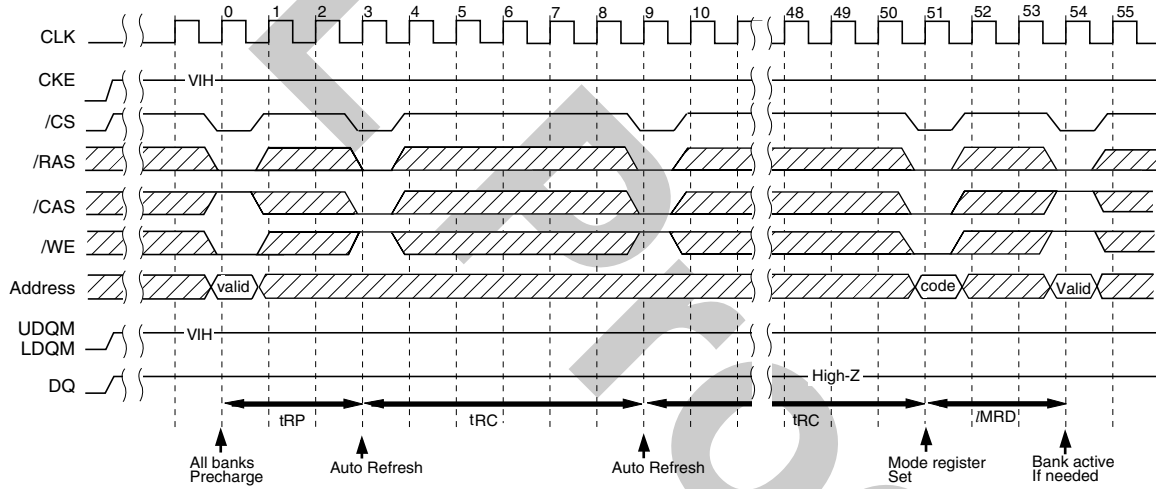 0 1 2 3 4 5 6 7 8 9 10 48 49 50 51 52 53 54 55
CLK
CKE VIH
/CS
/RAS
/CAS
/WE
Address valid code Valid
UDQM
LDQM VIH
DQ High-Z
tRP tRC tRC lMRD
All banks
Precharge
Auto Refresh
Auto Refresh
Mode register
Set
Bank active
If needed